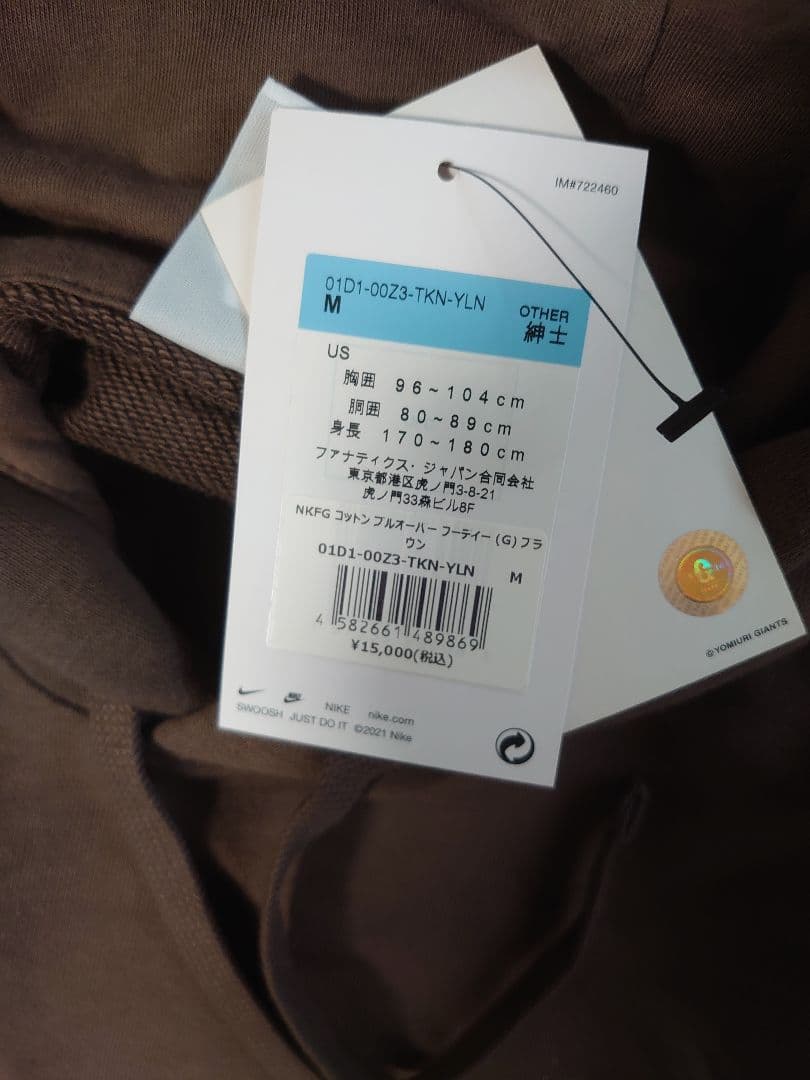 IM#722460
01D1-00Z3-TKN-YLN
M
OTHER
紳士
US
胸囲 96~104cm
胴囲 80~89cm
身長 170~180cm
ファナティクス・ジャパン合同会社
東京都港区虎ノ門3-8-21
虎ノ門33森ビル8F
NKFG コットン プルオーバー フーディー (G) ブラ
ウン
01D1-00Z3-TKN-YLN M
4 582661 489869
¥15,000(税込)
SWOOSH JUST DO IT NIKE nike.com
©2021 Nike
G
©YOMIURI GIANTS